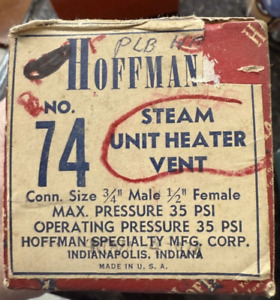 PLB
HOFFMAN
NO.
74
STEAM
UNIT HEATER
VENT
Conn. Size 3/4" Male 1/2" Female
MAX. PRESSURE 35 PSI
OPERATING PRESSURE 35 PSI
HOFFMAN SPECIALTY MFG. CORP.
INDIANAPOLIS, INDIANA
MADE IN U. S. A.